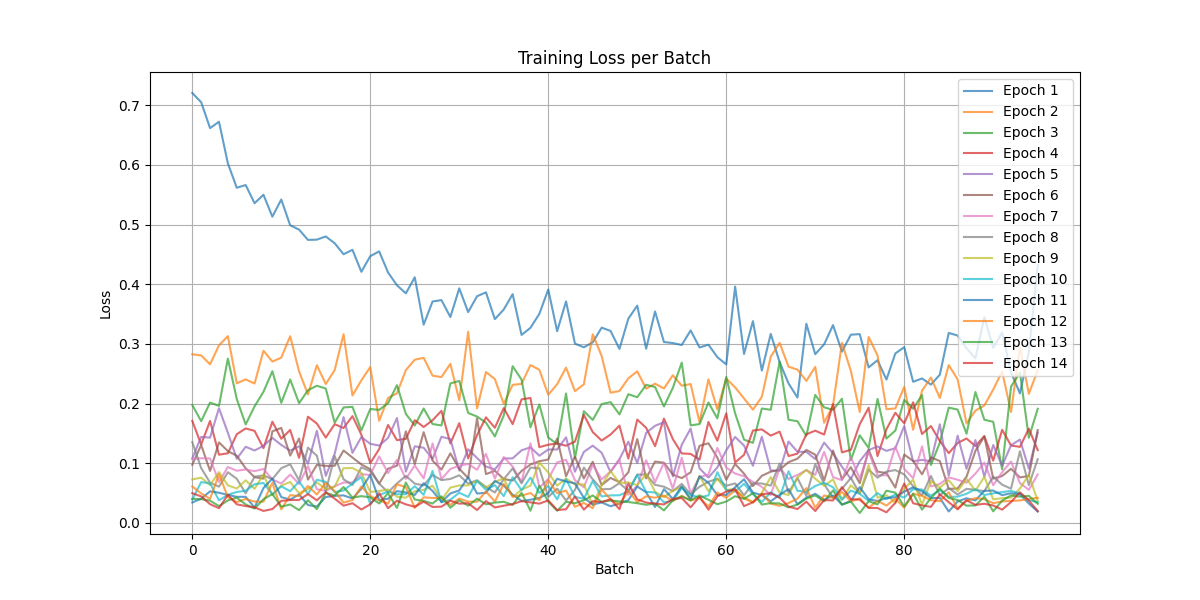 Training Loss per Batch
Loss
0.7
0.6
0.5
0.4
0.3
0.2
0.1
0.0
0
20
40
60
80
Batch
Epoch 1
Epoch 2
Epoch 3
Epoch 4
Epoch 5
Epoch 6
Epoch 7
Epoch 8
Epoch 9
Epoch 10
Epoch 11
Epoch 12
Epoch 13
Epoch 14